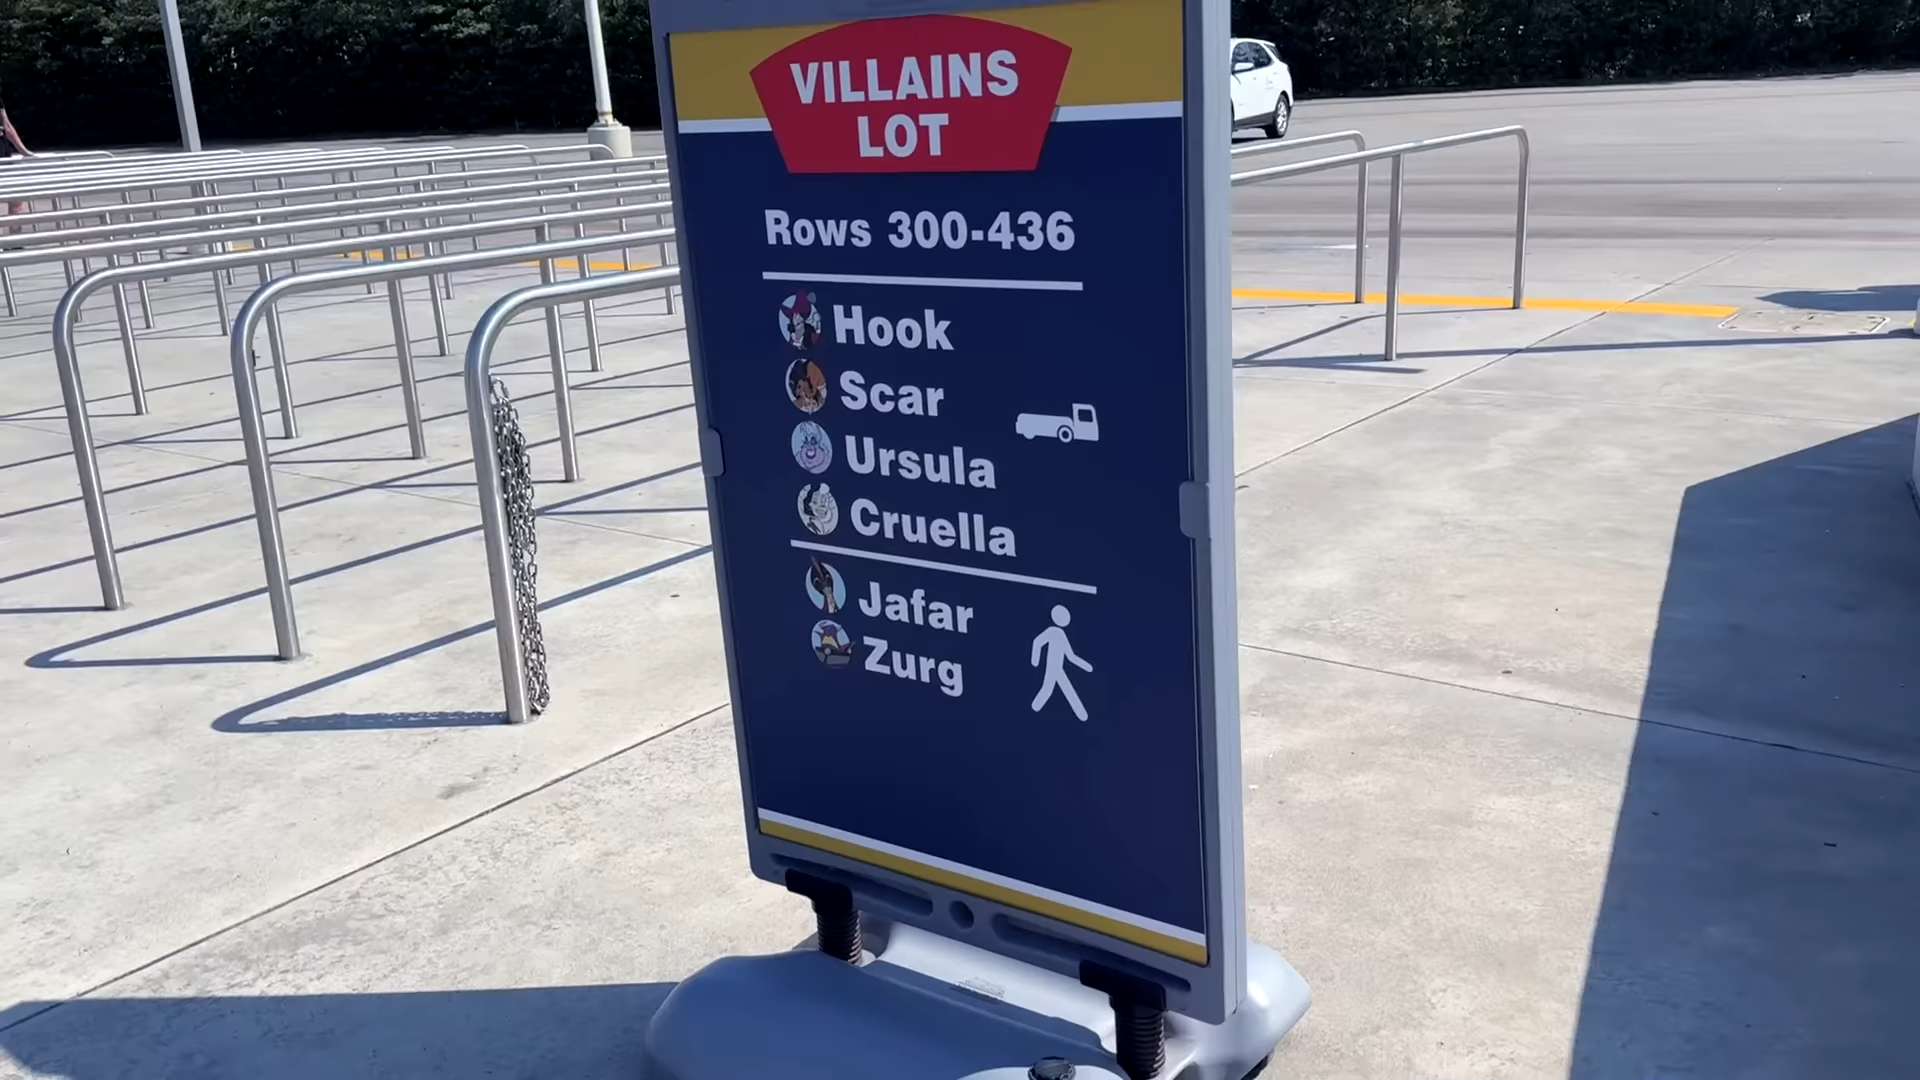 VILLAINS
LOT
Rows 300-436
Hook
Scar
Ursula
Cruella
Jafar
Zurg